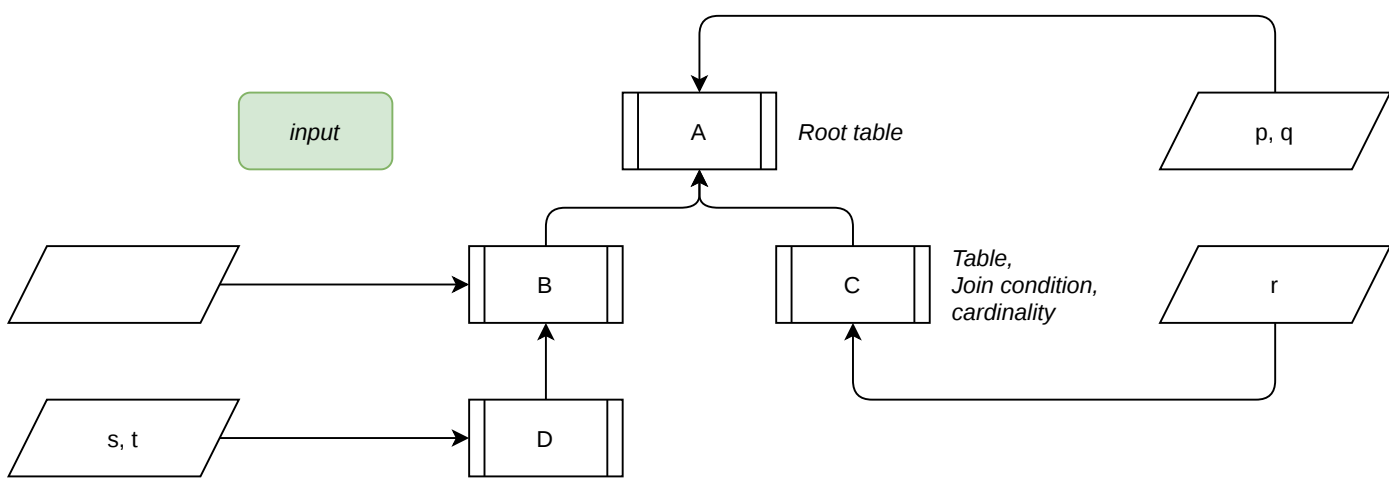 input
A
Root table
p, q
B
C
Table,
Join condition,
cardinality
r
s, t
D